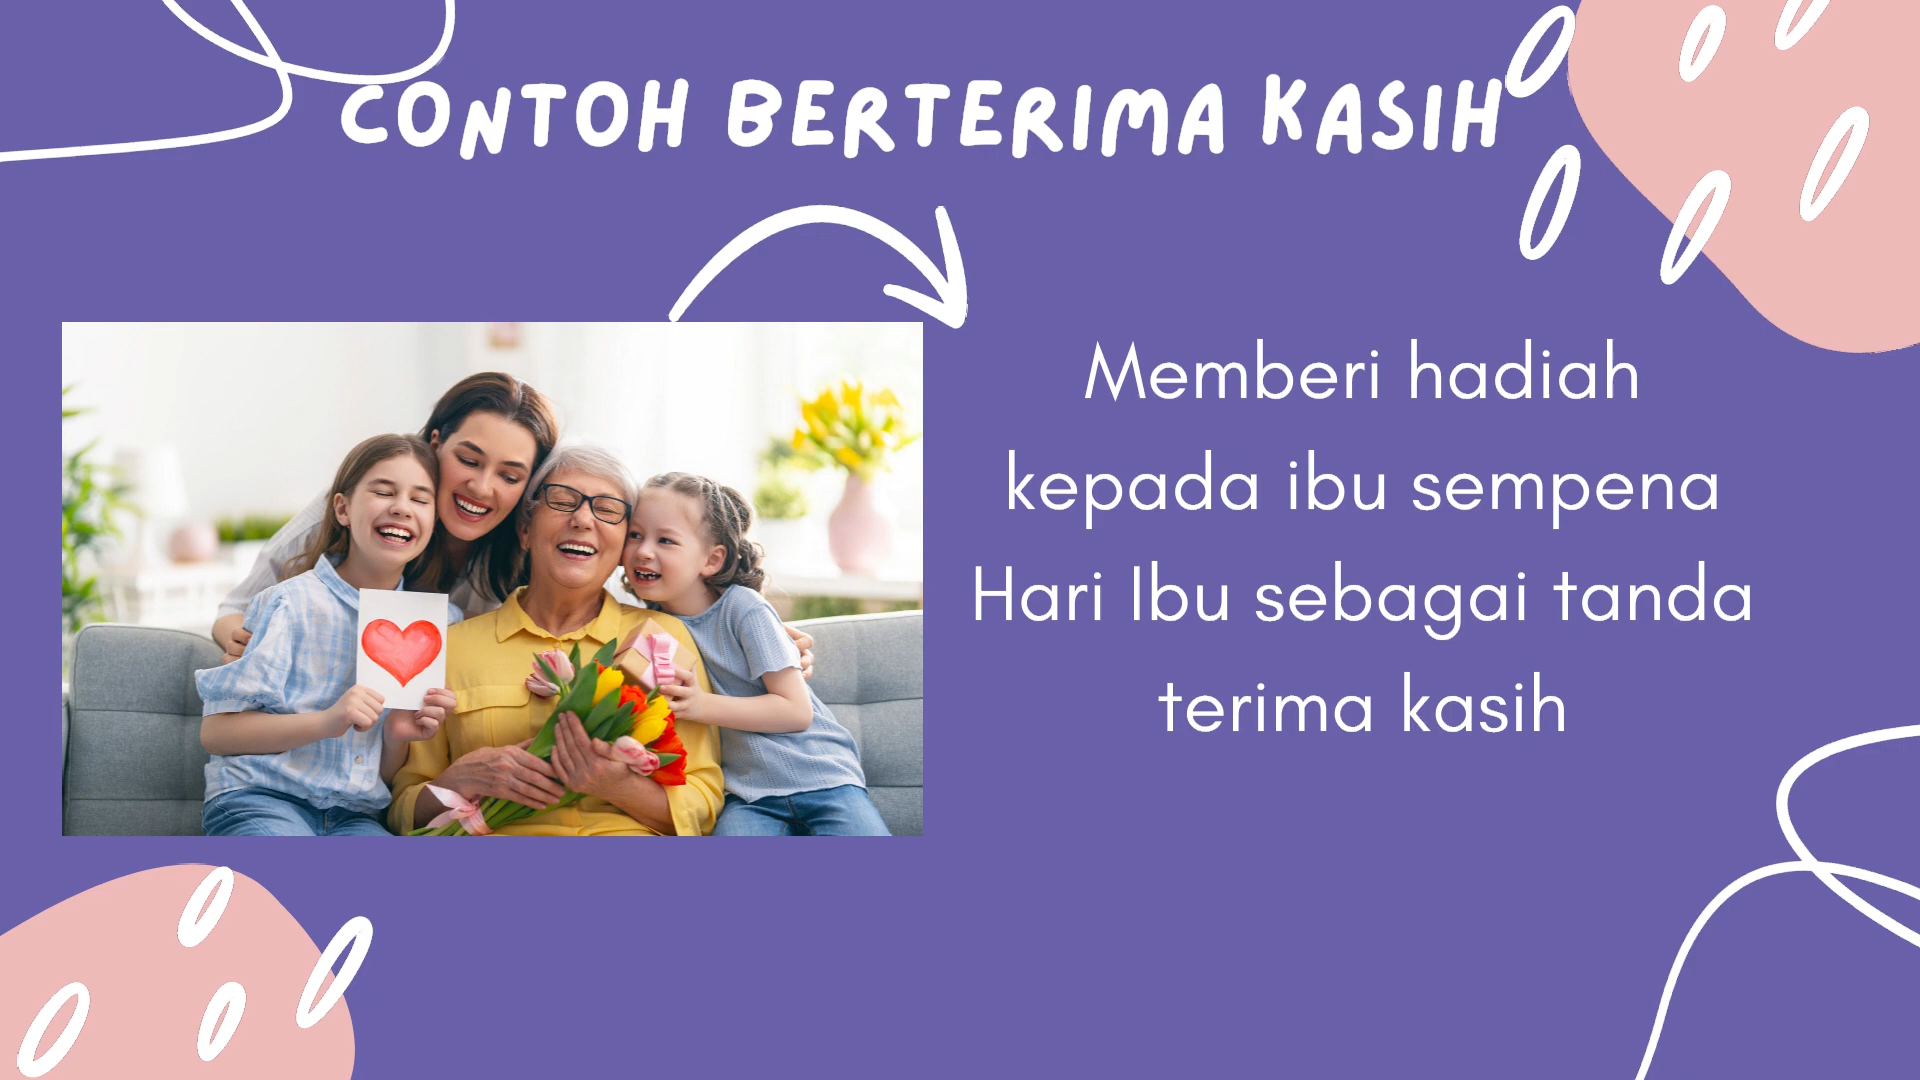 CONTOH BERTERIMA KASIH
Memberi hadiah
kepada ibu sempena
Hari Ibu sebagai tanda
terima kasih